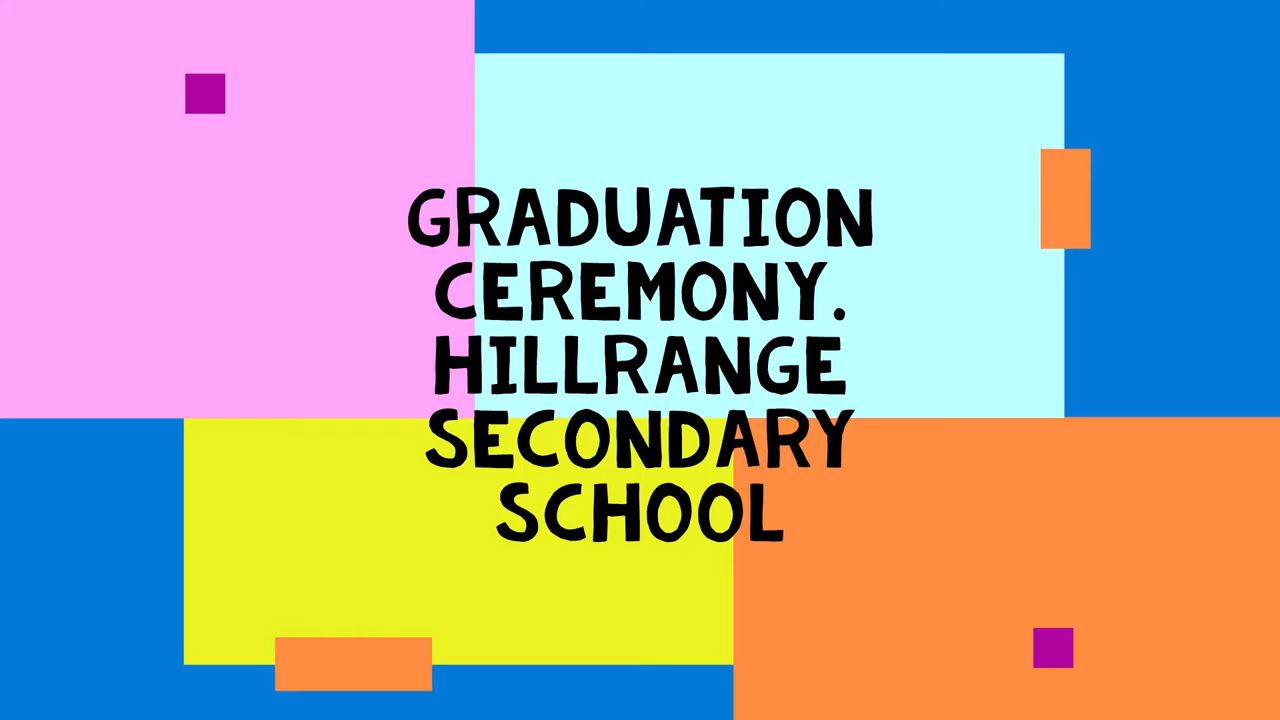 GRADUATION
CEREMONY.
HILLRANGE
SECONDARY
SCHOOL